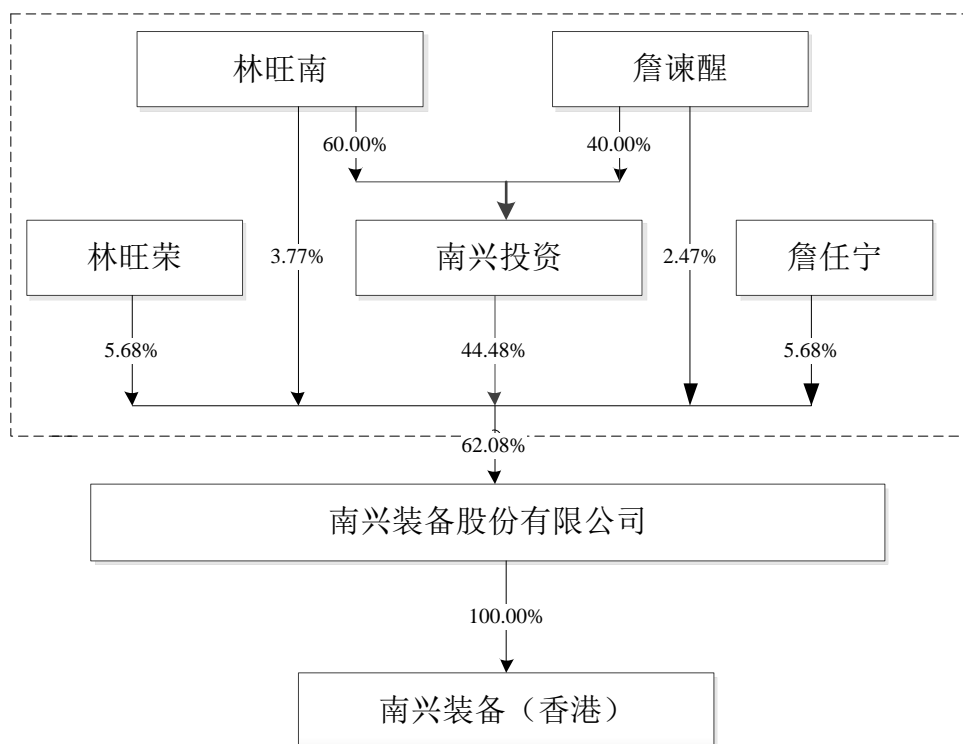 林旺南
詹谏醒
60.00%
40.00%
林旺荣
3.77%
南兴投资
2.47%
詹任宁
5.68%
44.48%
5.68%
62.08%
南兴装备股份有限公司
100.00%
南兴装备（香港）